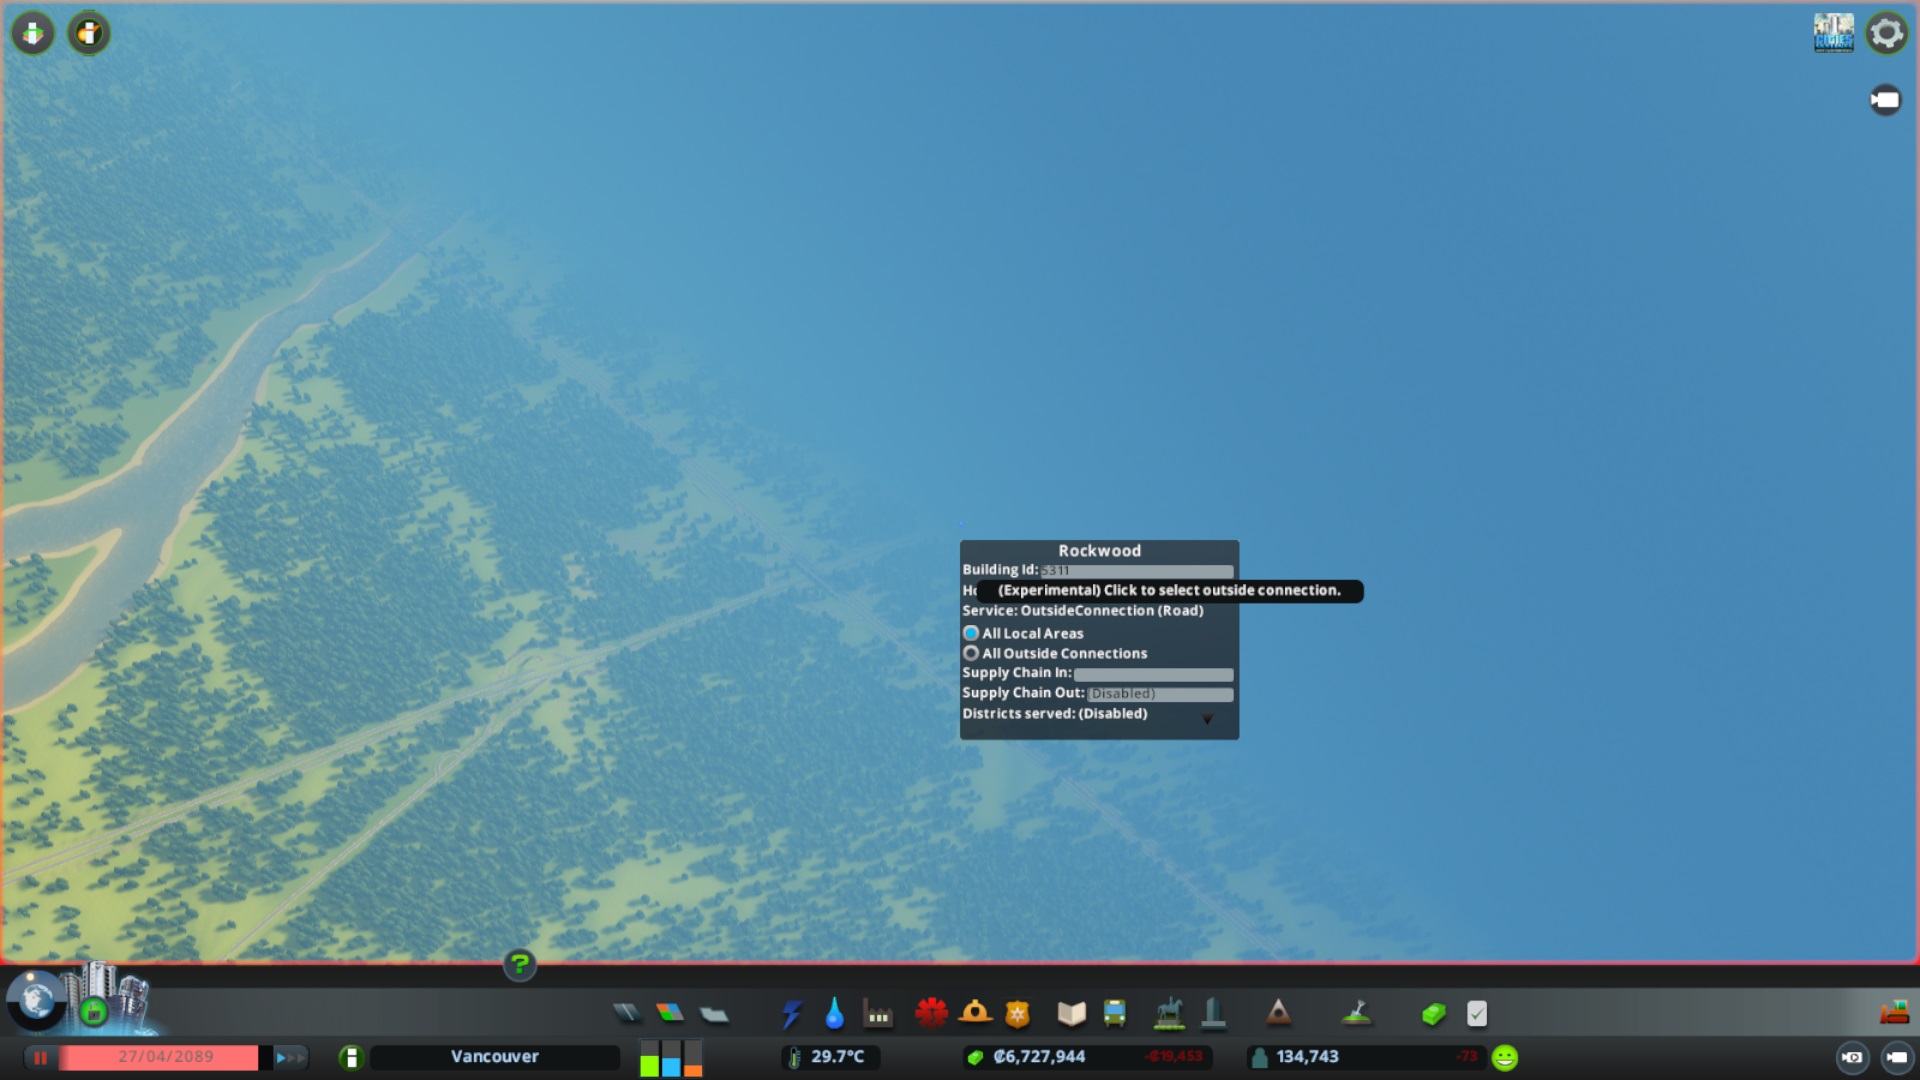 CITIES
Rockwood
Building Id: 5311
Ho
(Experimental) Click to select outside connection.
Service: OutsideConnection (Road)
All Local Areas
All Outside Connections
Supply Chain In:
Supply Chain Out: (Disabled)
Districts served: (Disabled)
?
27/04/2089
Vancouver
29.7°C
₡6,727,944
-₡19,453
134,743
-73